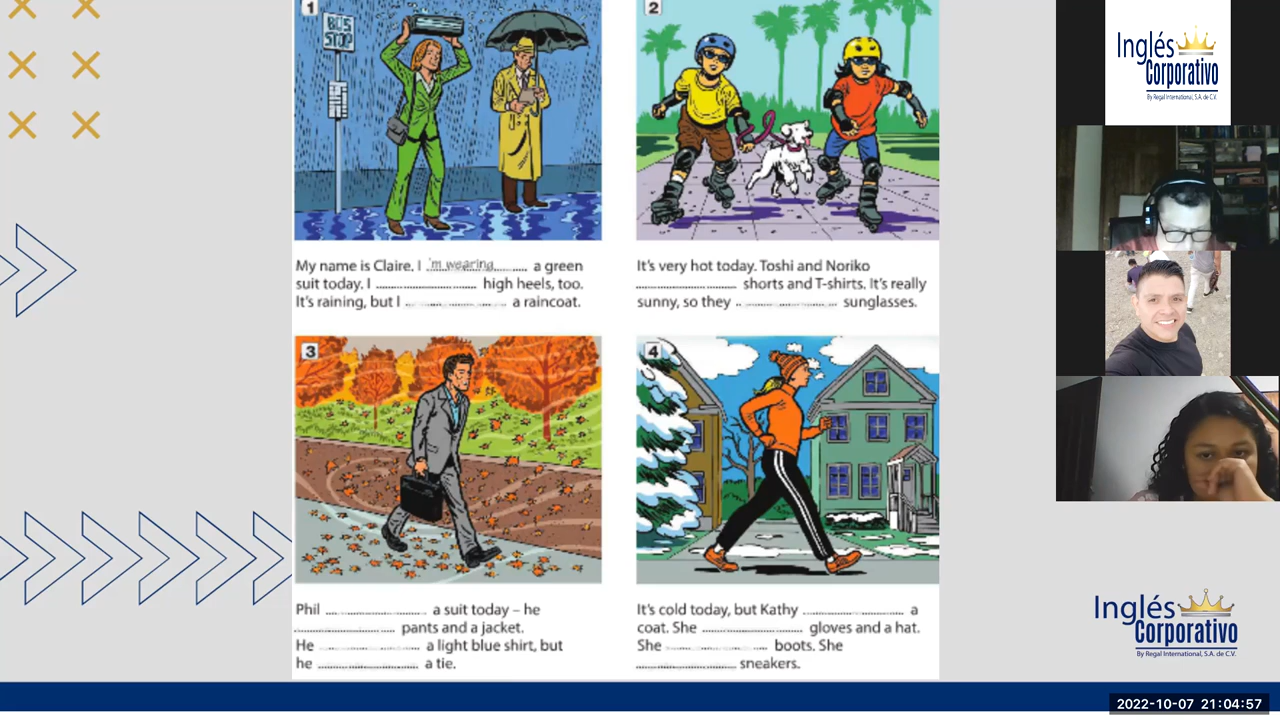 1
BUS
STOP
My name is Claire. I 'm wearing a green
suit today. I .......................... high heels, too.
It's raining, but I .......................... a raincoat.
2
It's very hot today. Toshi and Noriko
.......................... shorts and T-shirts. It's really
sunny, so they .......................... sunglasses.
3
Phil .......................... a suit today – he
.......................... pants and a jacket.
He .......................... a light blue shirt, but
he .......................... a tie.
4
It's cold today, but Kathy .......................... a
coat. She .......................... gloves and a hat.
She .......................... boots. She
.......................... sneakers.
Inglés
Corporativo
By Regal International, S.A. de C.V.
Inglés
Corporativo
By Regal International, S.A. de C.V.
2022-10-07 21:04:57